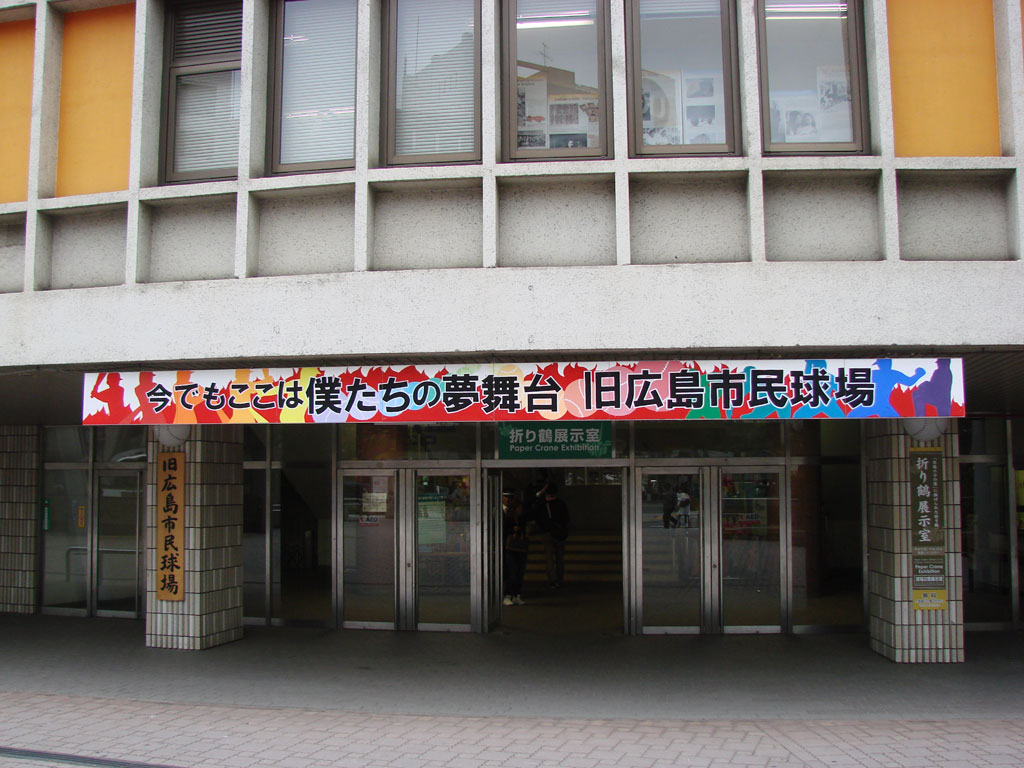 今でもここは僕たちの夢舞台 旧広島市民球場
折り鶴展示室
Paper Crane Exhibition
旧広島市民球場
折り鶴展示室
Paper Crane
Exhibition